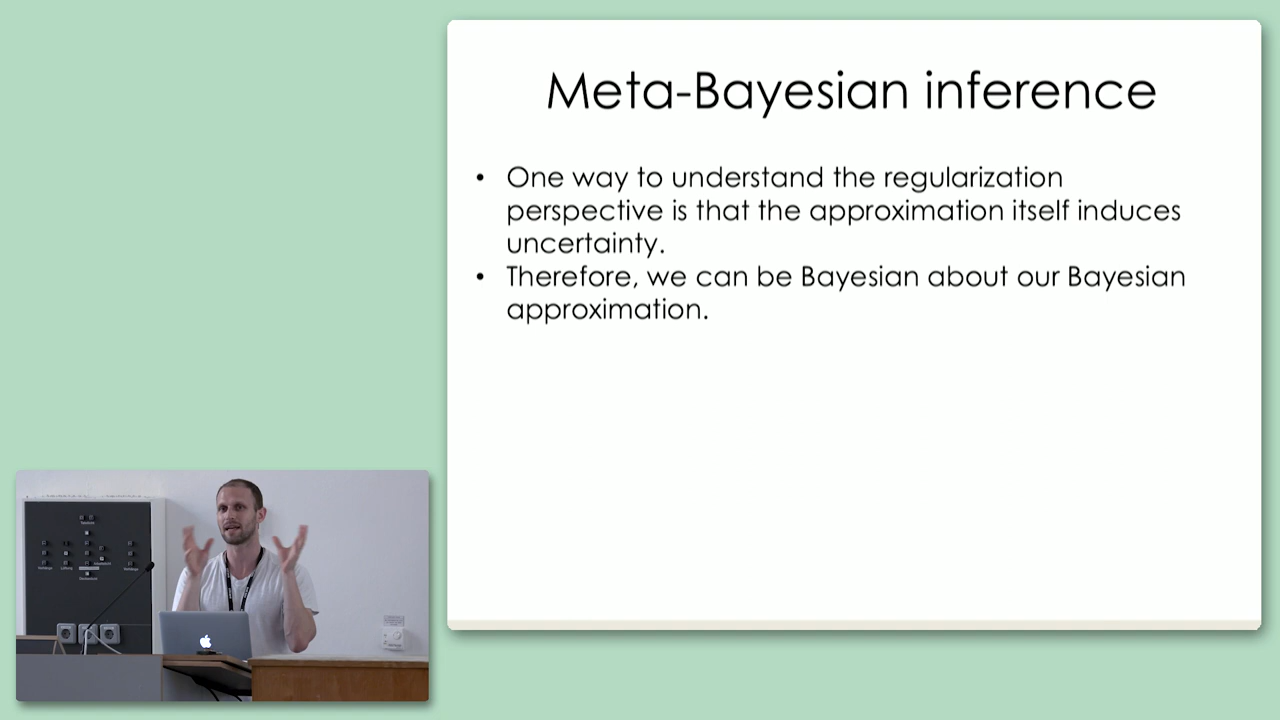 Meta-Bayesian inference
• One way to understand the regularization
perspective is that the approximation itself induces
uncertainty.
• Therefore, we can be Bayesian about our Bayesian
approximation.